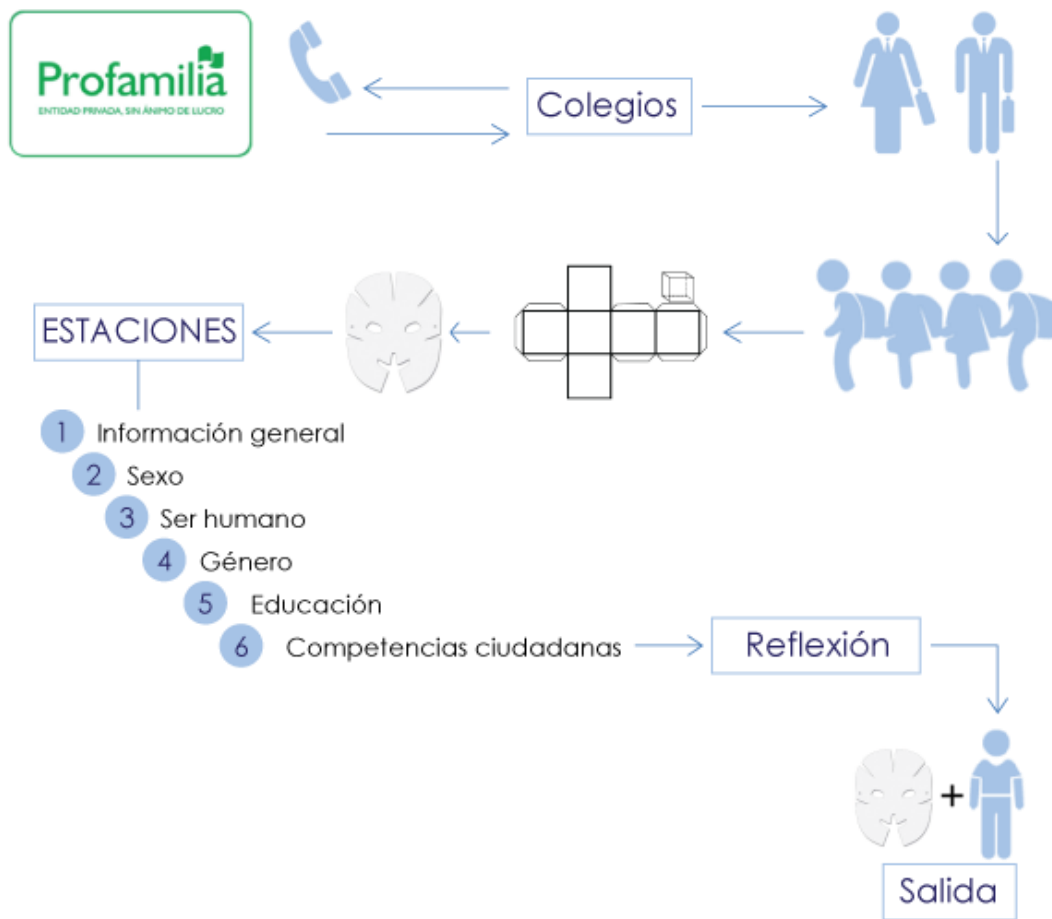 Profamilia
ENTIDAD PRIVADA, SIN ÁNIMO DE LUCRO
Colegios
ESTACIONES
1 Información general
2 Sexo
3 Ser humano
4 Género
5 Educación
6 Competencias ciudadanas
Reflexión
+
Salida